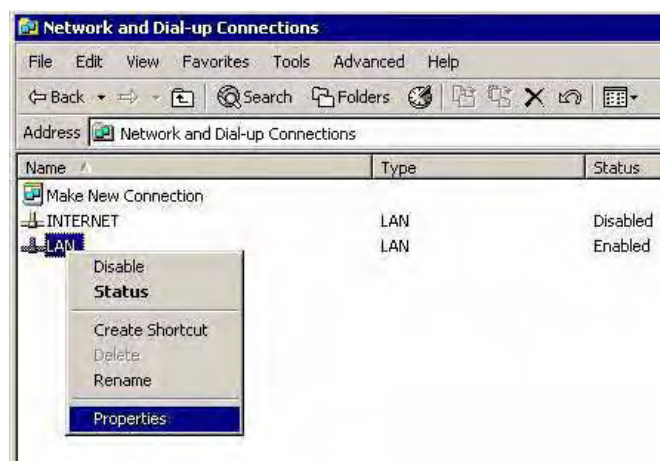 Network and Dial-up Connections
File Edit View Favorites Tools Advanced Help
Back Search Folders
Address Network and Dial-up Connections
Name Type Status
Make New Connection
INTERNET LAN Disabled
LAN LAN Enabled
Disable
Status
Create Shortcut
Delete
Rename
Properties